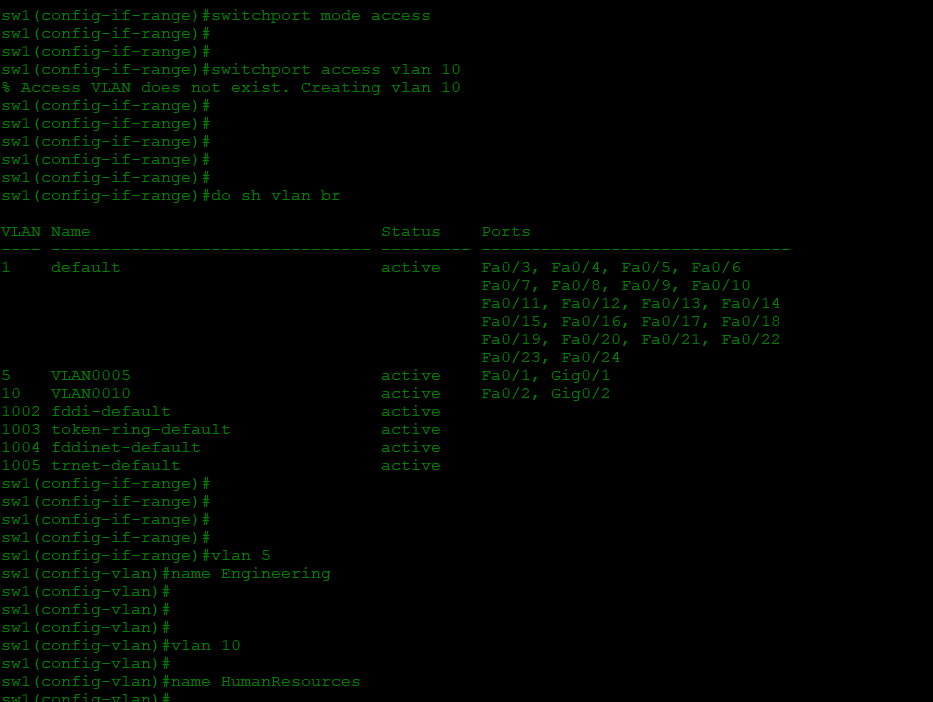 sw1(config-if-range)#switchport mode access
sw1(config-if-range)#
sw1(config-if-range)#
sw1(config-if-range)#switchport access vlan 10
% Access VLAN does not exist. Creating vlan 10
sw1(config-if-range)#
sw1(config-if-range)#
sw1(config-if-range)#
sw1(config-if-range)#
sw1(config-if-range)#
sw1(config-if-range)#do sh vlan br

VLAN Name                             Status    Ports
---- -------------------------------- --------- -------------------------------
1    default                          active    Fa0/3, Fa0/4, Fa0/5, Fa0/6
                                                Fa0/7, Fa0/8, Fa0/9, Fa0/10
                                                Fa0/11, Fa0/12, Fa0/13, Fa0/14
                                                Fa0/15, Fa0/16, Fa0/17, Fa0/18
                                                Fa0/19, Fa0/20, Fa0/21, Fa0/22
                                                Fa0/23, Fa0/24
5    VLAN0005                         active    Fa0/1, Gig0/1
10   VLAN0010                         active    Fa0/2, Gig0/2
1002 fddi-default                     active
1003 token-ring-default               active
1004 fddinet-default                  active
1005 trnet-default                    active
sw1(config-if-range)#
sw1(config-if-range)#
sw1(config-if-range)#
sw1(config-if-range)#
sw1(config-if-range)#vlan 5
sw1(config-vlan)#name Engineering
sw1(config-vlan)#
sw1(config-vlan)#
sw1(config-vlan)#
sw1(config-vlan)#vlan 10
sw1(config-vlan)#
sw1(config-vlan)#name HumanResources
sw1(config-vlan)#